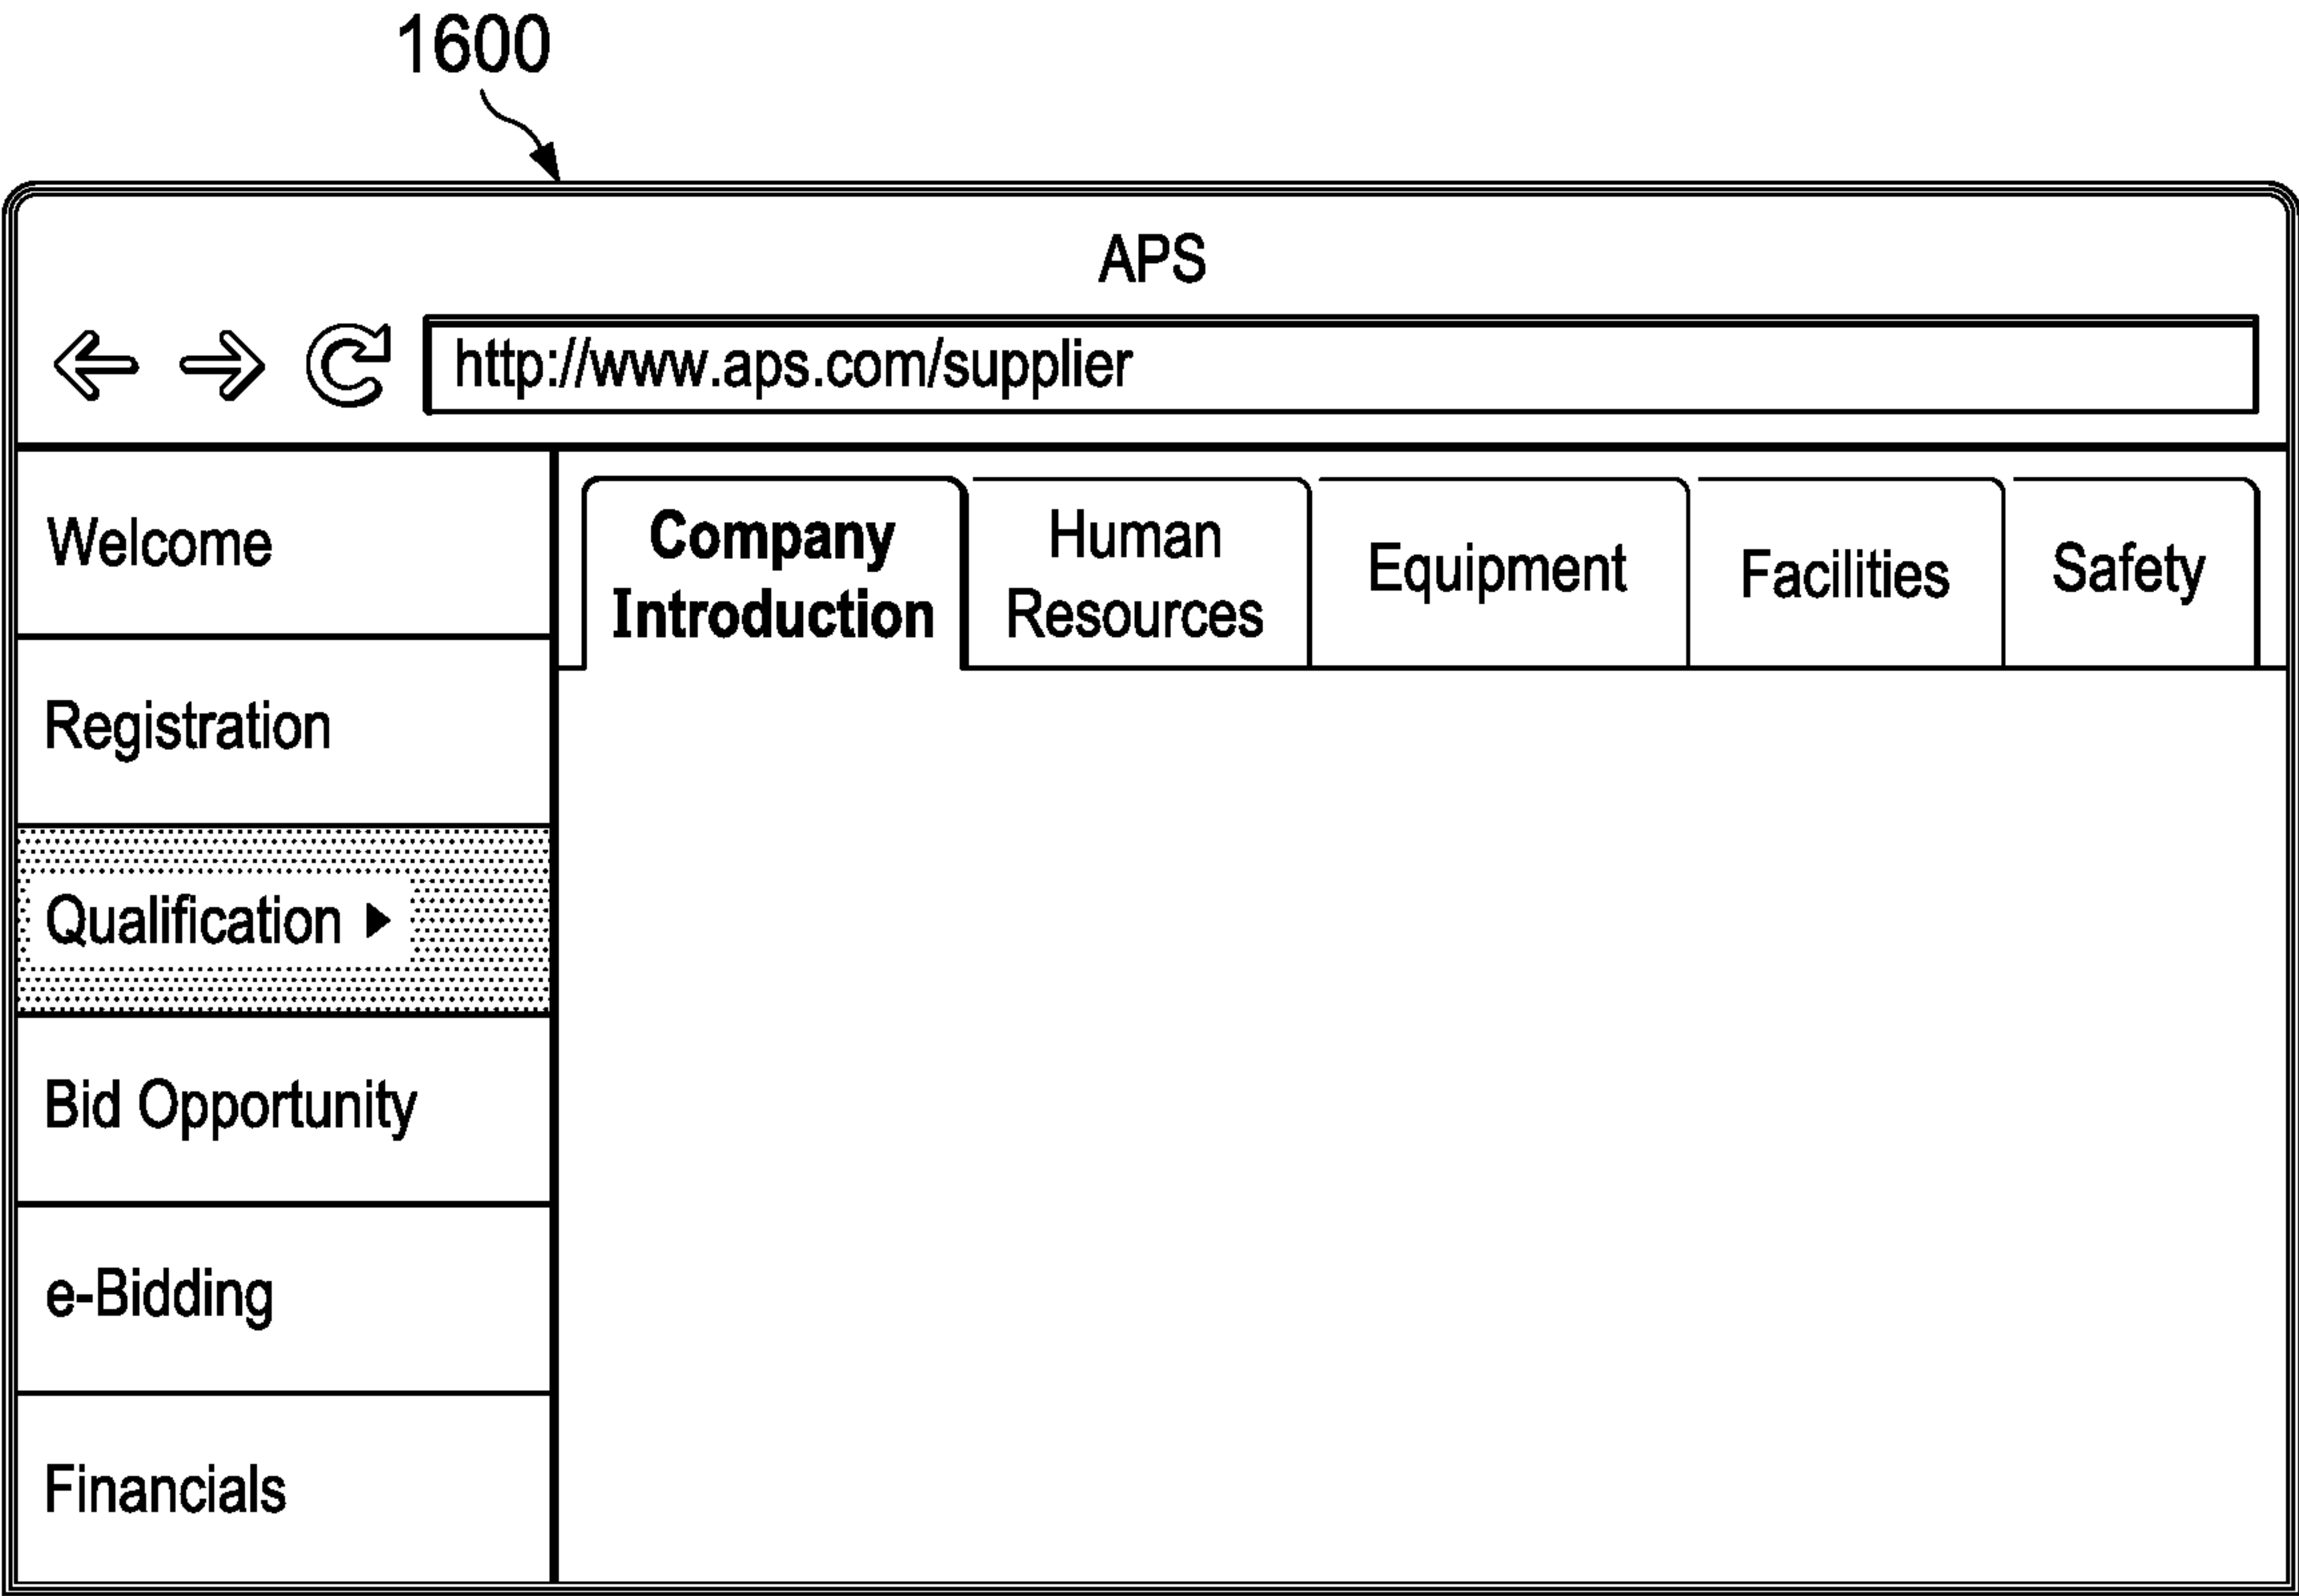 1600
APS
http://www.aps.com/supplier
Welcome
Registration
Qualification
Bid Opportunity
e-Bidding
Financials
Company
Introduction
Human
Resources
Equipment
Facilities
Safety